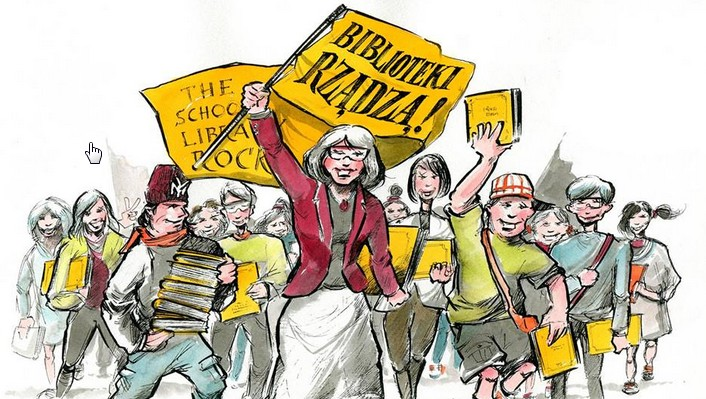 THE
SCHOO
LIBRA
ROCK
BIBLIOTEKI
RZĄDZĄ!